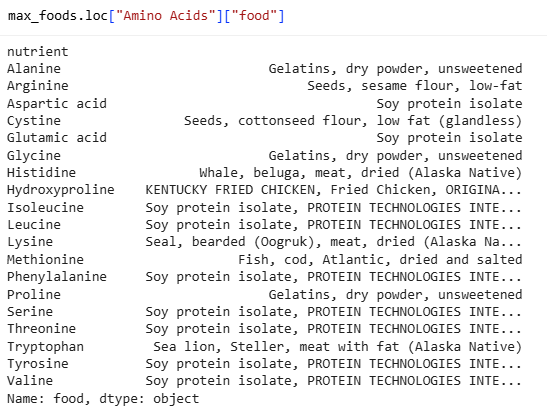 max_foods.loc["Amino Acids"]["food"]
nutrient
Alanine Gelatins, dry powder, unsweetened
Arginine Seeds, sesame flour, low-fat
Aspartic acid Soy protein isolate
Cystine Seeds, cottonseed flour, low fat (glandless)
Glutamic acid Soy protein isolate
Glycine Gelatins, dry powder, unsweetened
Histidine Whale, beluga, meat, dried (Alaska Native)
Hydroxyproline KENTUCKY FRIED CHICKEN, Fried Chicken, ORIGINA...
Isoleucine Soy protein isolate, PROTEIN TECHNOLOGIES INTE...
Leucine Soy protein isolate, PROTEIN TECHNOLOGIES INTE...
Lysine Seal, bearded (Oogruk), meat, dried (Alaska Na...
Methionine Fish, cod, Atlantic, dried and salted
Phenylalanine Soy protein isolate, PROTEIN TECHNOLOGIES INTE...
Proline Gelatins, dry powder, unsweetened
Serine Soy protein isolate, PROTEIN TECHNOLOGIES INTE...
Threonine Soy protein isolate, PROTEIN TECHNOLOGIES INTE...
Tryptophan Sea lion, Steller, meat with fat (Alaska Native)
Tyrosine Soy protein isolate, PROTEIN TECHNOLOGIES INTE...
Valine Soy protein isolate, PROTEIN TECHNOLOGIES INTE...
Name: food, dtype: object